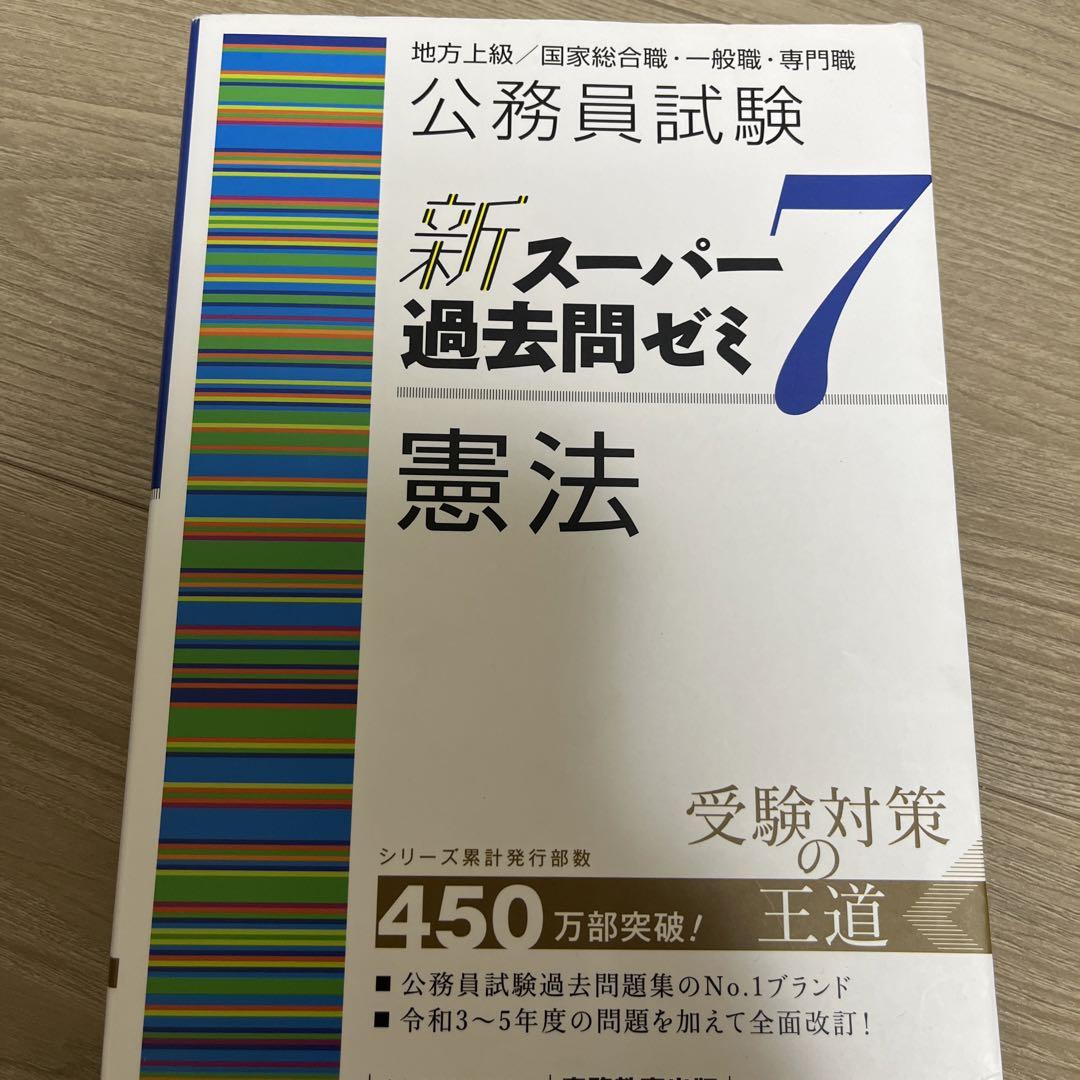 地方上級／国家総合職・一般職・専門職
公務員試験
新スーパー
過去問ゼミ7
憲法
受験対策
の
王道
シリーズ累計発行部数
450万部突破！
■ 公務員試験過去問題集のNo.1ブランド
■ 令和3～5年度の問題を加えて全面改訂！